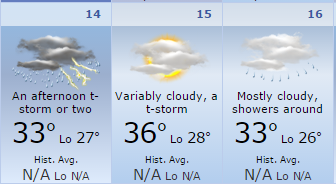 14
An afternoon t-
storm or two
33° Lo 27°
Hist. Avg.
N/A Lo N/A
15
Variably cloudy, a
t-storm
36° Lo 28°
Hist. Avg.
N/A Lo N/A
16
Mostly cloudy,
showers around
33° Lo 26°
Hist. Avg.
N/A Lo N/A